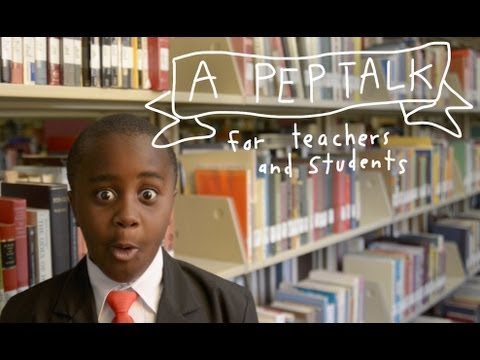 A PEP TALK
for teachers
and students